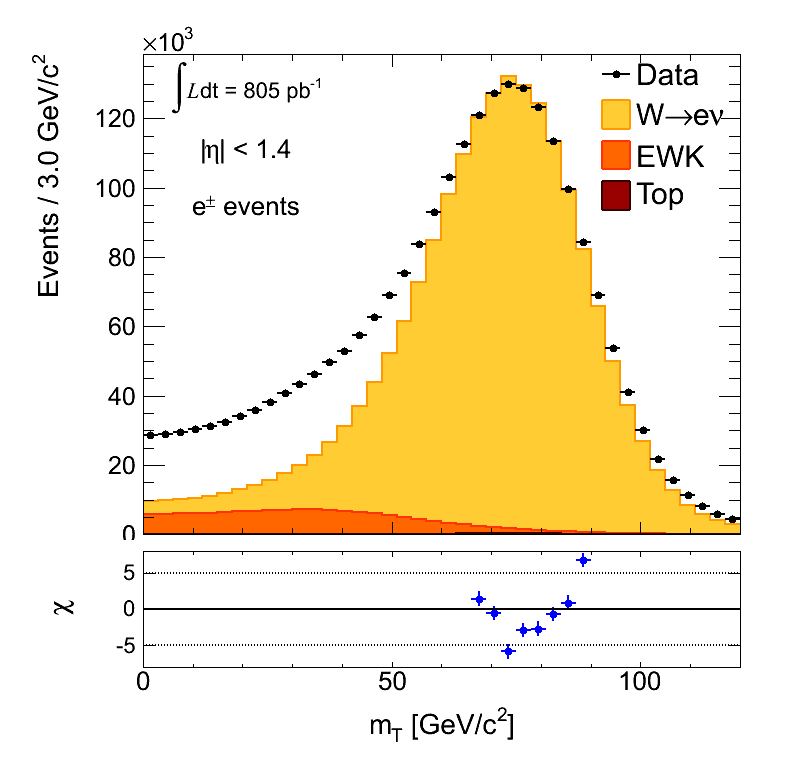 ×10³
∫ Ldt = 805 pb⁻¹
|η| < 1.4
e± events
Data
W→eν
EWK
Top
Events / 3.0 GeV/c²
120
100
80
60
40
20
0
χ
5
0
-5
0 50 100
m_T [GeV/c²]